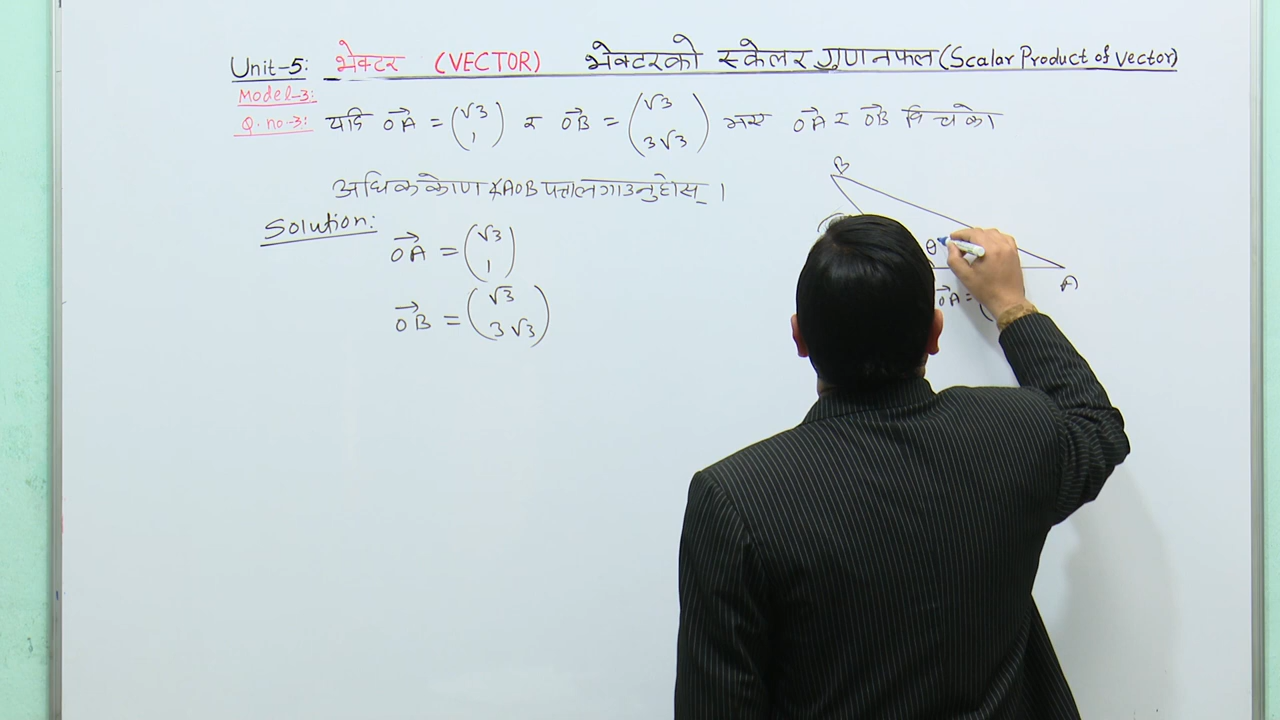 Unit-5: भेक्टर (VECTOR) भेक्टरको स्केलर गुणनफल (Scalar Product of Vector)
Model-3:
Q. no-3: यदि OA→ = (√3 1) र OB→ = (√3 3√3) भए OA→ र OB→ विचको
अधिककोण ∢AOB पत्तालगाउनुहोस् ।
Solution:
OA→ = (√3 1)
OB→ = (√3 3√3)
B
θ
A
OA→ = (